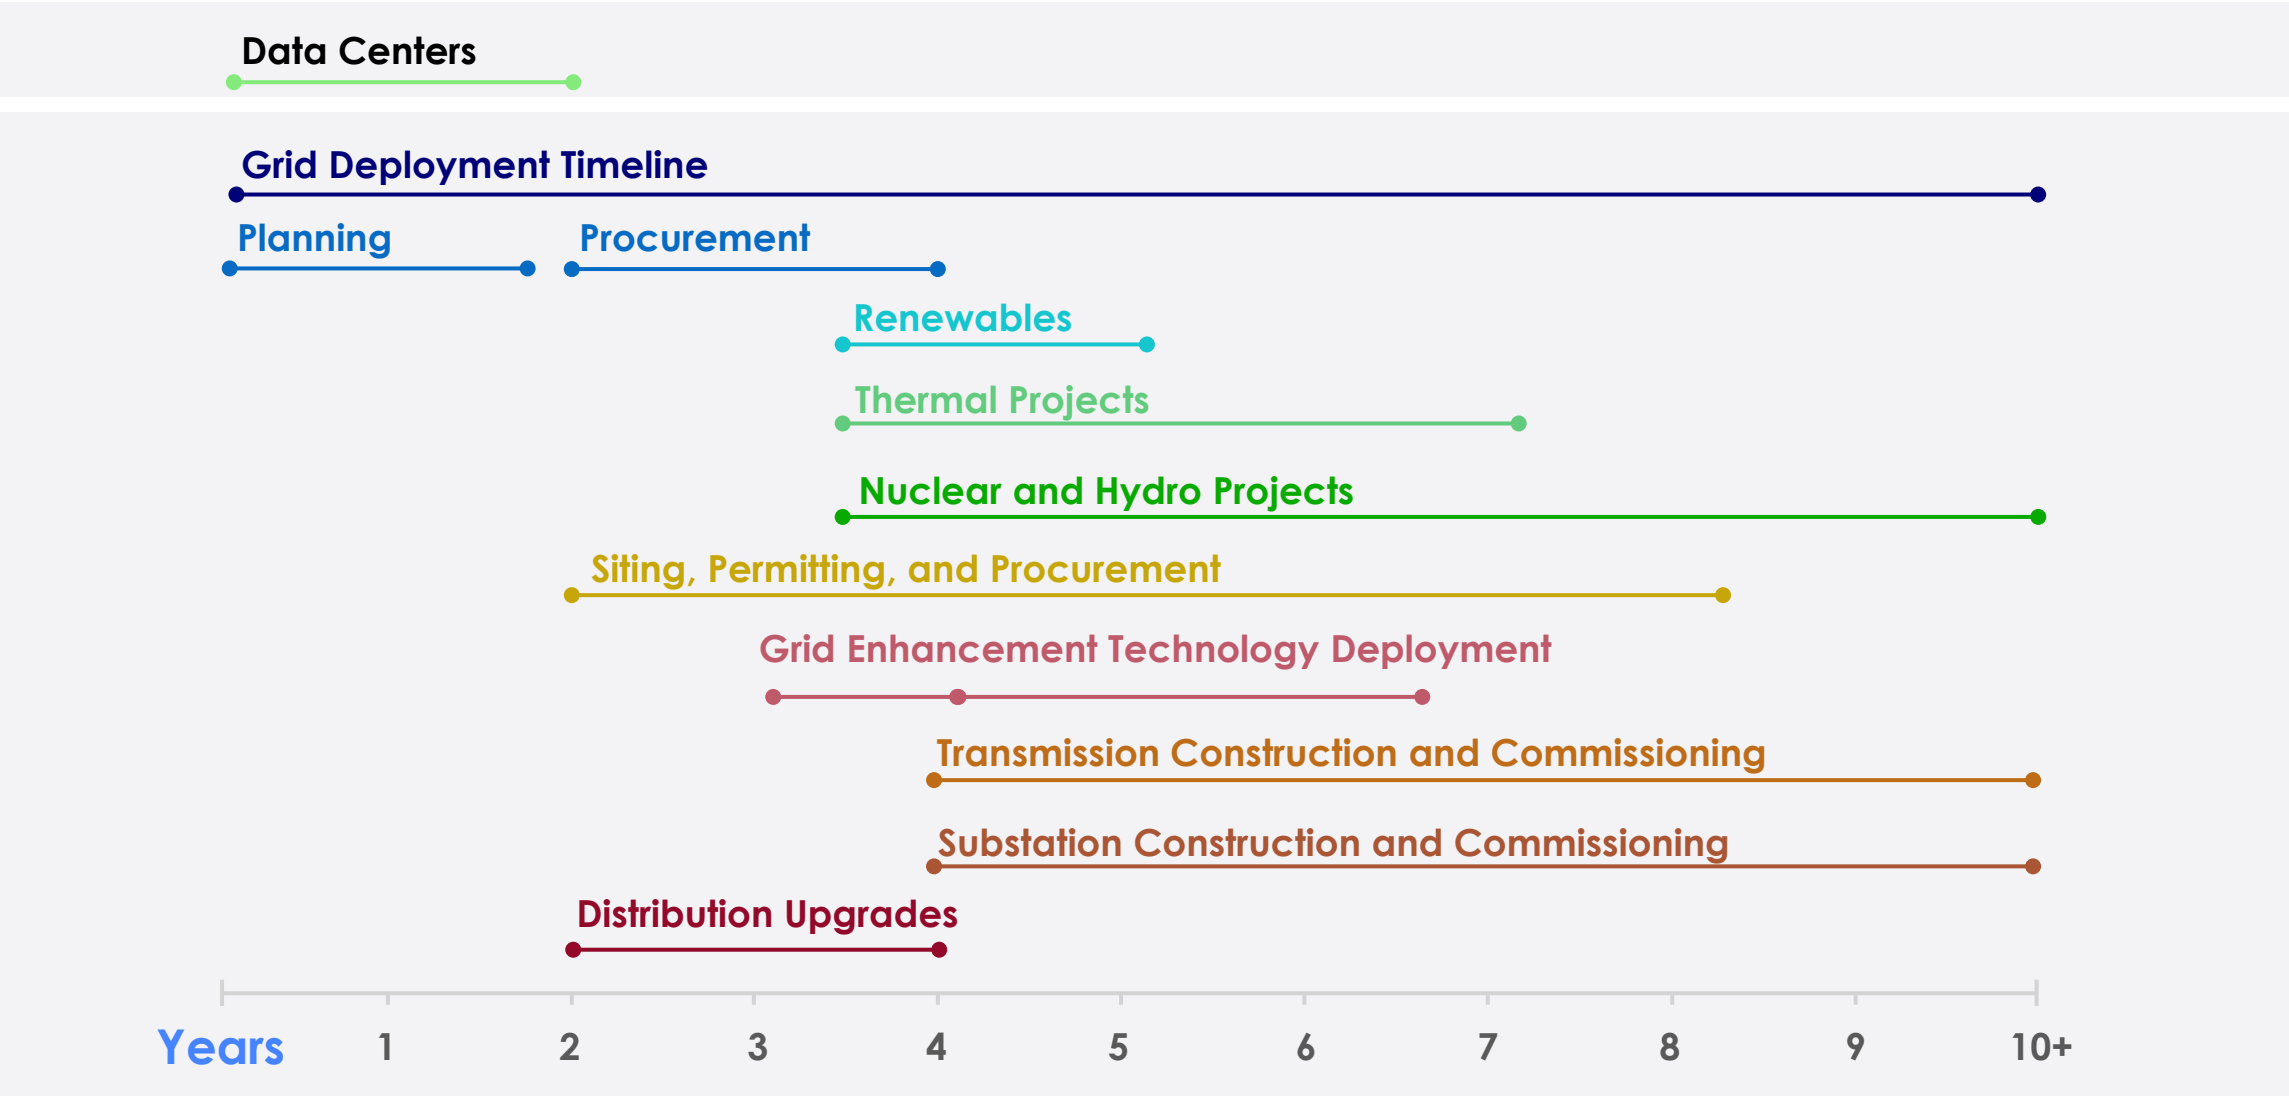 Data Centers
Grid Deployment Timeline
Planning
Procurement
Renewables
Thermal Projects
Nuclear and Hydro Projects
Siting, Permitting, and Procurement
Grid Enhancement Technology Deployment
Transmission Construction and Commissioning
Substation Construction and Commissioning
Distribution Upgrades
Years 1 2 3 4 5 6 7 8 9 10+